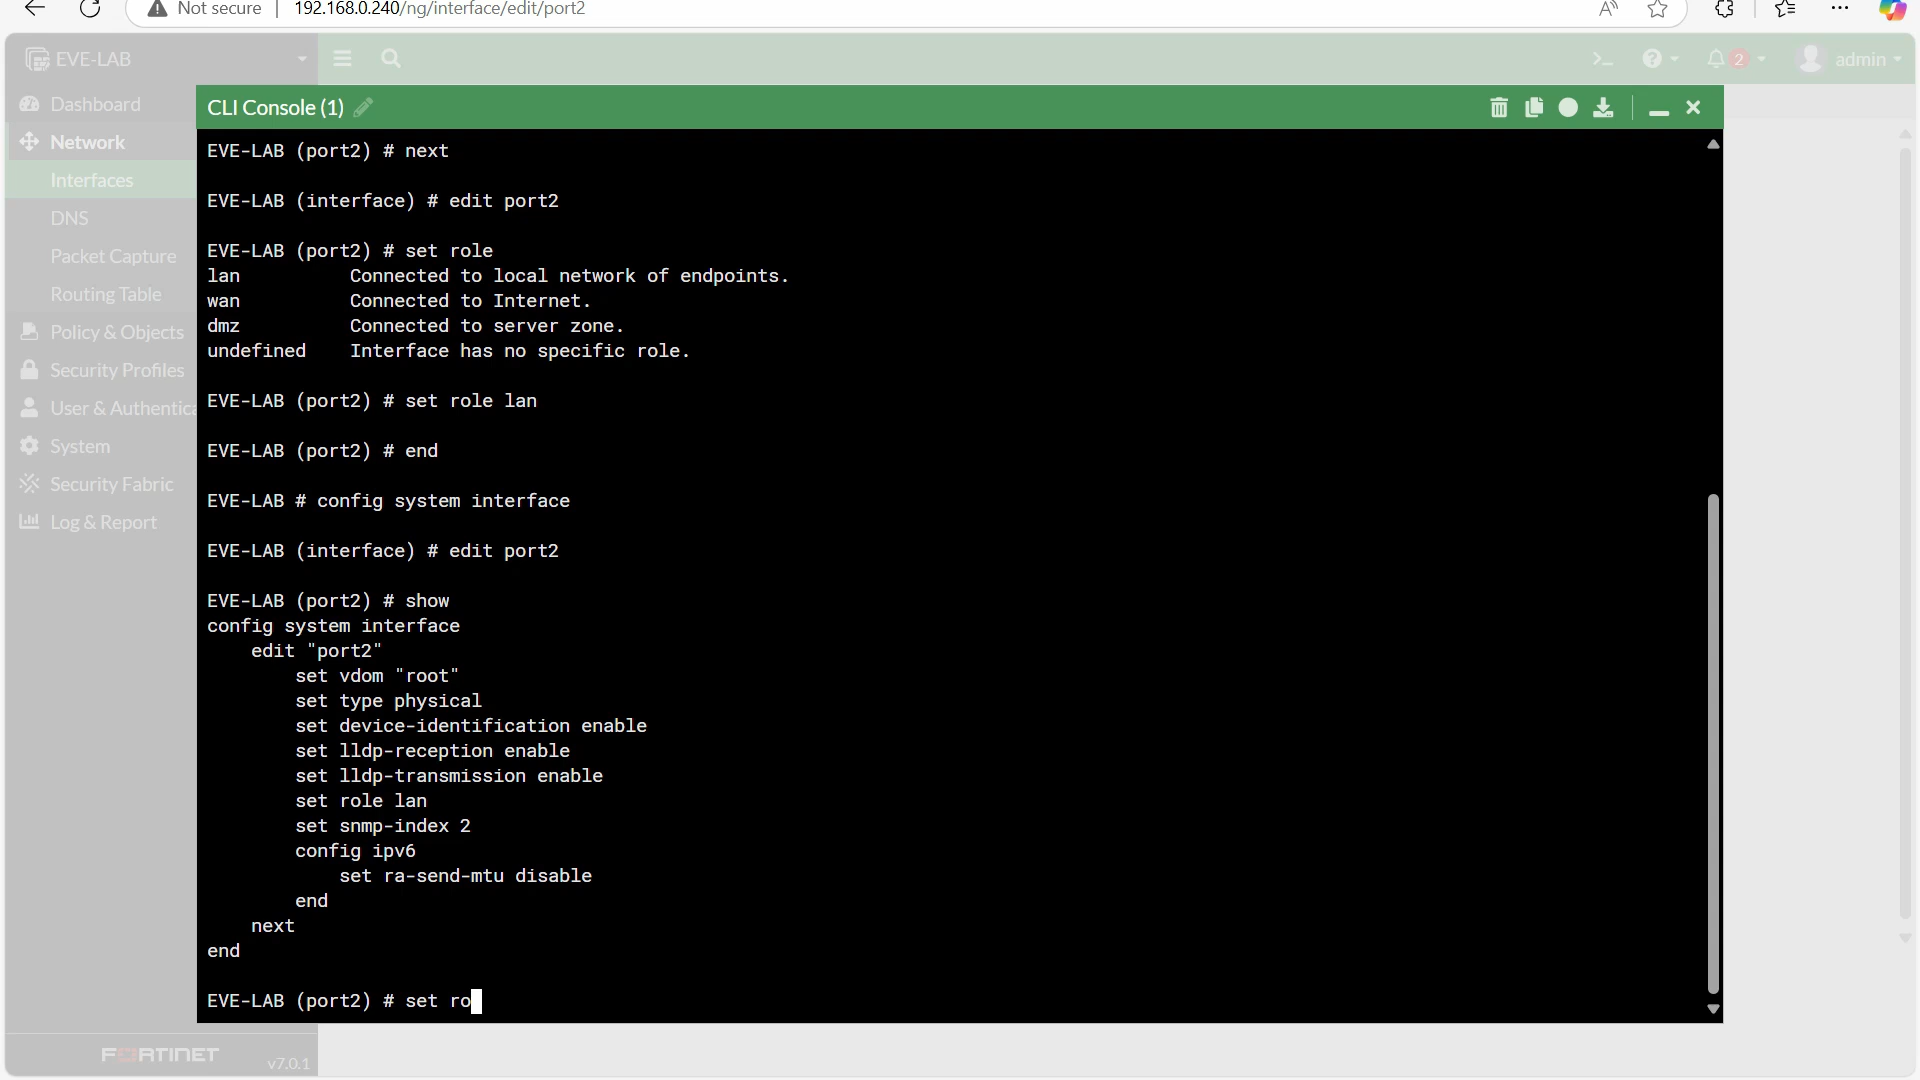 Not secure 192.168.0.240/ng/interface/edit/port2
EVE-LAB
2 admin
Dashboard
Network
Interfaces
DNS
Packet Capture
Routing Table
Policy & Objects
Security Profiles
User & Authentica
System
Security Fabric
Log & Report
FORTINET
v7.0.1
CLI Console (1)
EVE-LAB (port2) # next
EVE-LAB (interface) # edit port2
EVE-LAB (port2) # set role
lan Connected to local network of endpoints.
wan Connected to Internet.
dmz Connected to server zone.
undefined Interface has no specific role.
EVE-LAB (port2) # set role lan
EVE-LAB (port2) # end
EVE-LAB # config system interface
EVE-LAB (interface) # edit port2
EVE-LAB (port2) # show
config system interface
edit "port2"
set vdom "root"
set type physical
set device-identification enable
set lldp-reception enable
set lldp-transmission enable
set role lan
set snmp-index 2
config ipv6
set ra-send-mtu disable
end
next
end
EVE-LAB (port2) # set ro